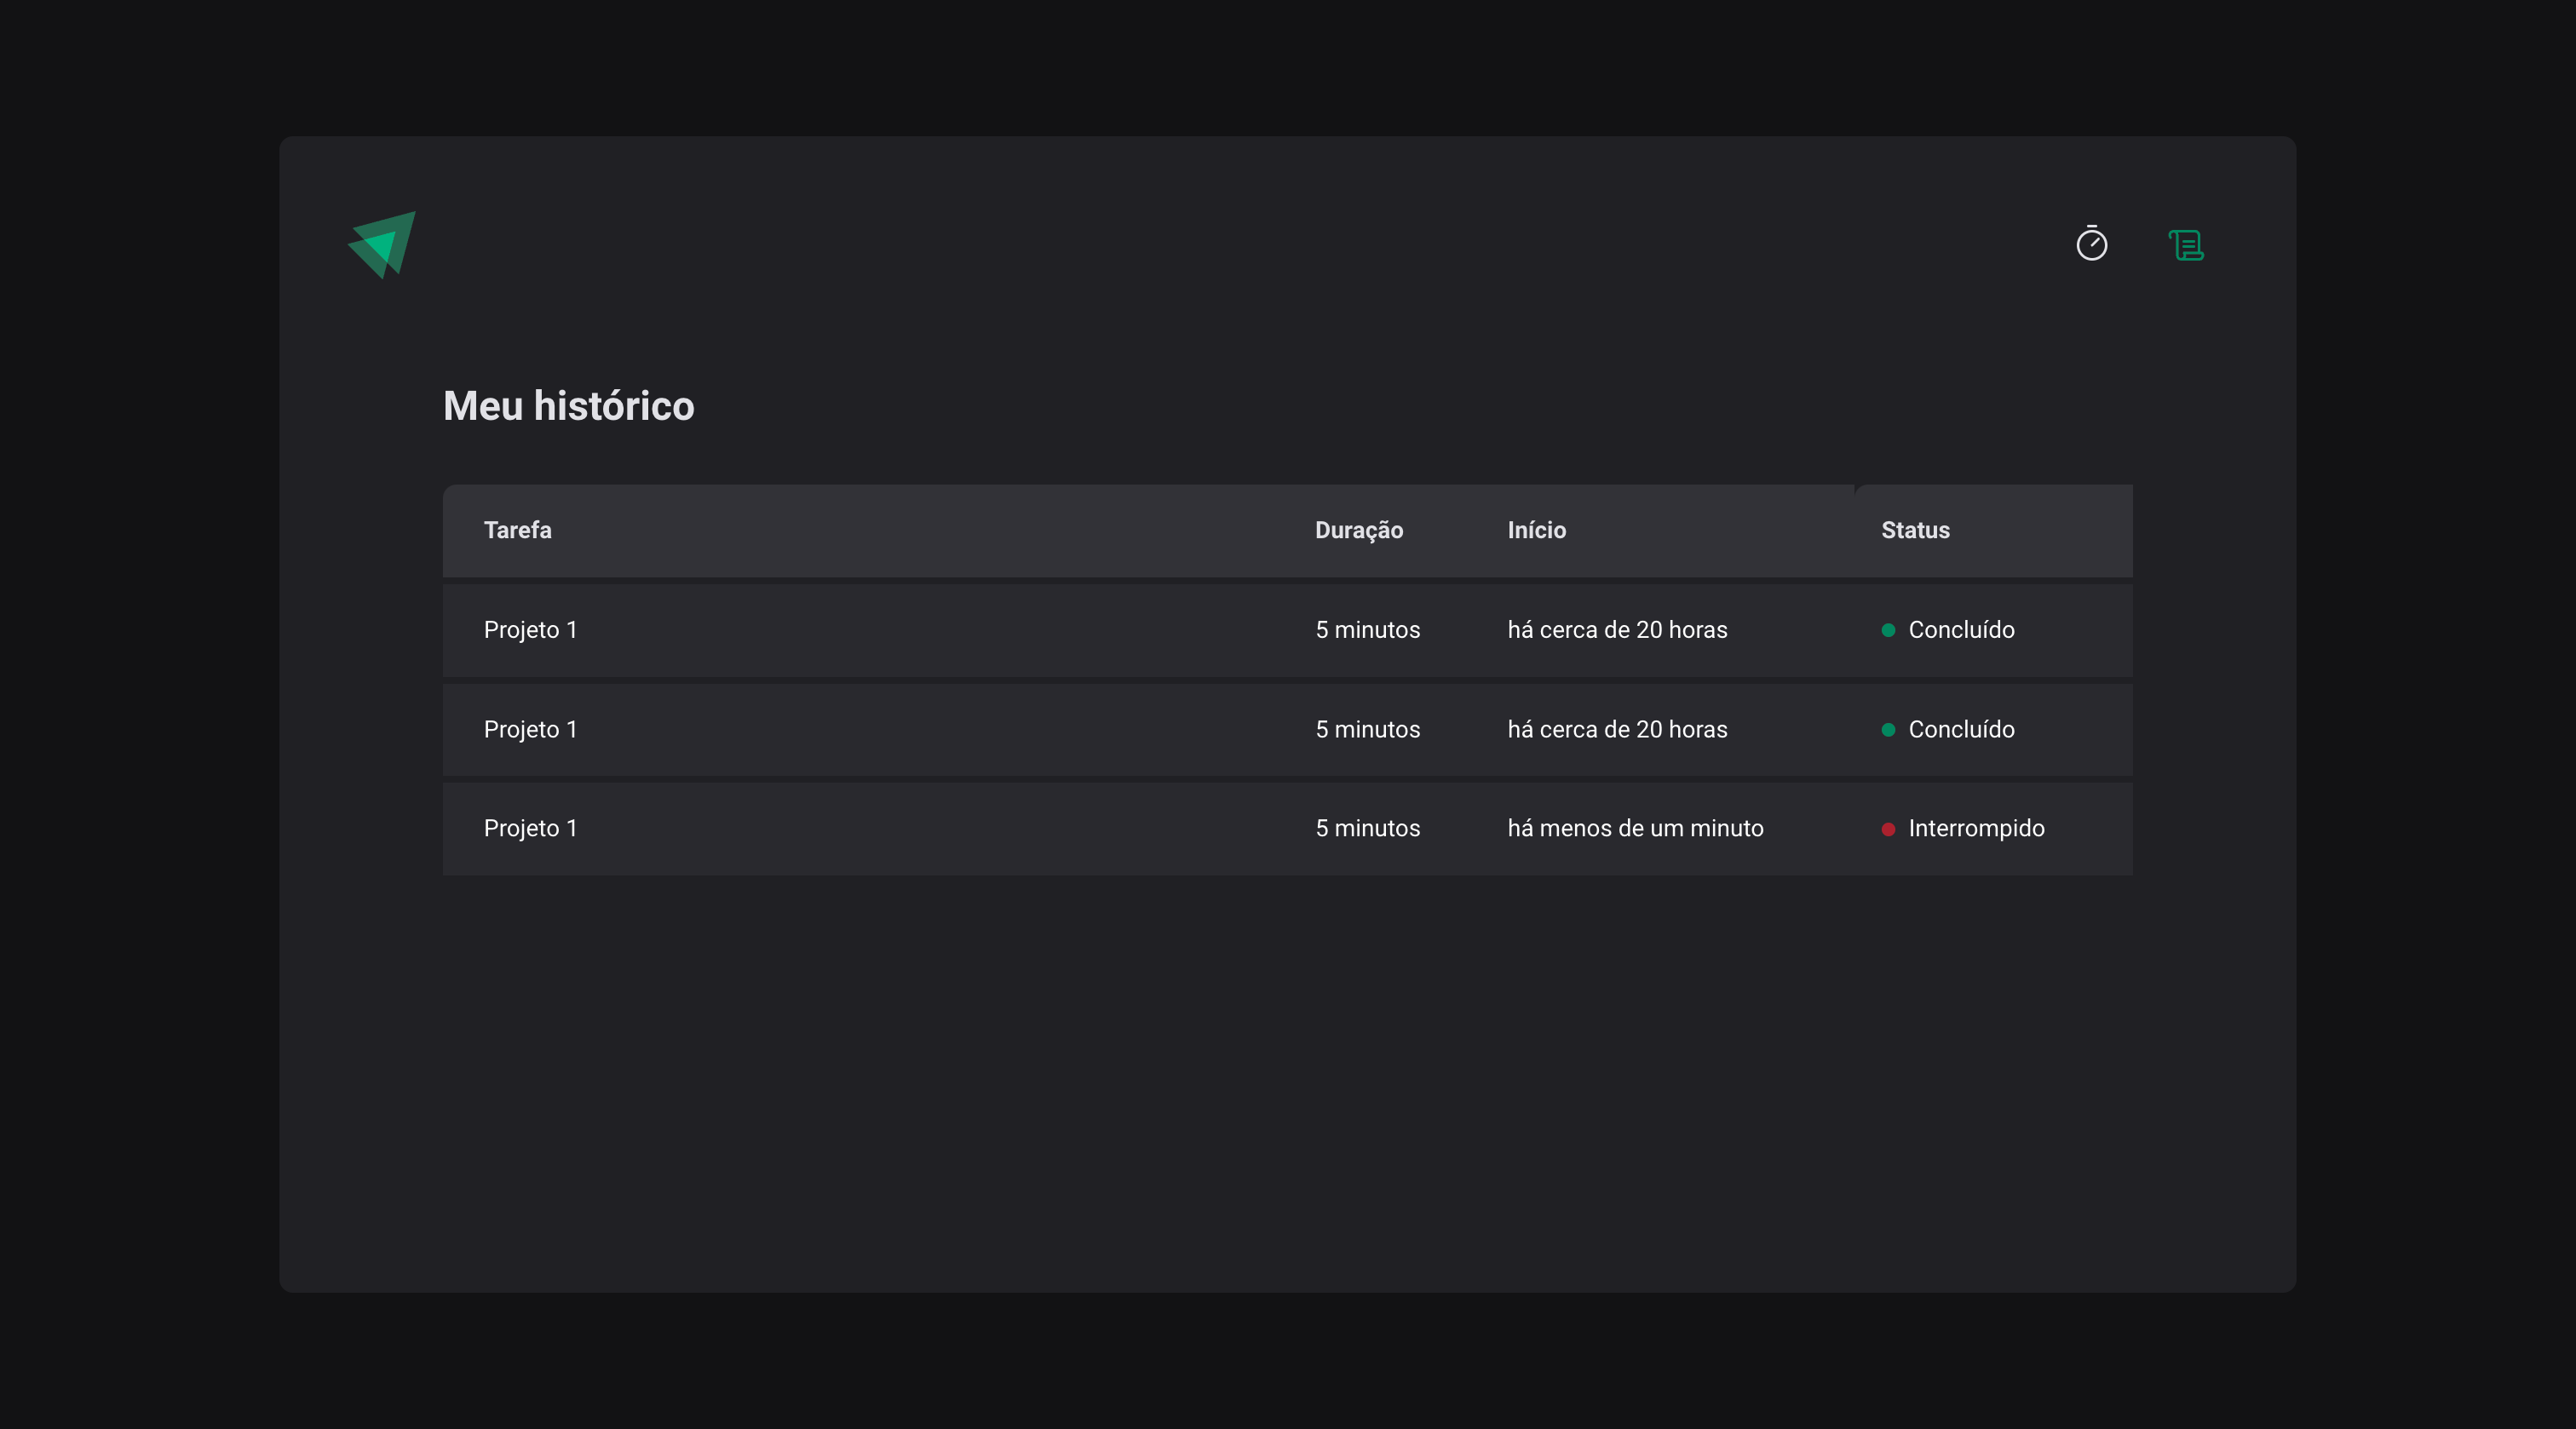 Meu histórico
Tarefa Duração Início Status
Projeto 1 5 minutos há cerca de 20 horas Concluído
Projeto 1 5 minutos há cerca de 20 horas Concluído
Projeto 1 5 minutos há menos de um minuto Interrompido